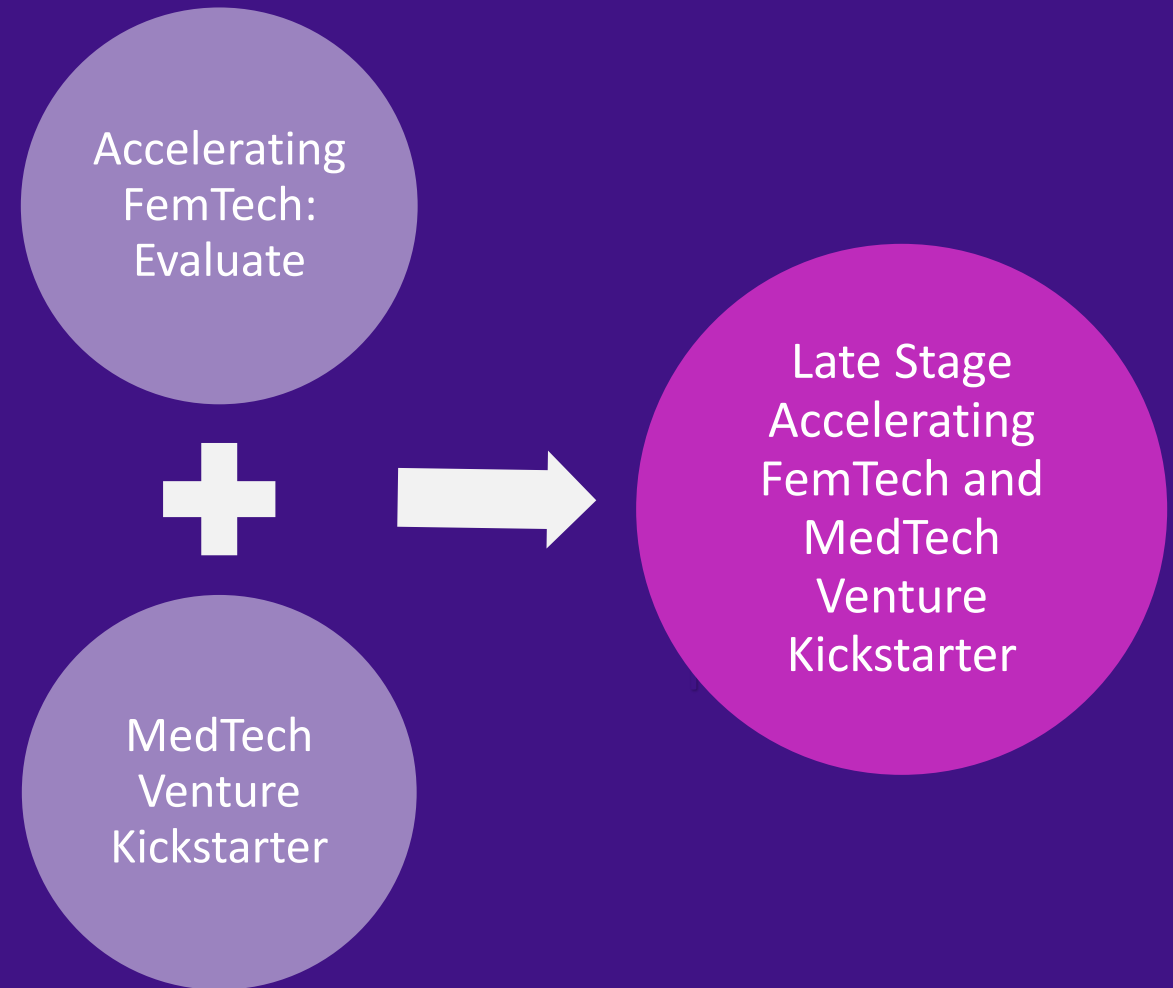 Accelerating
FemTech:
Evaluate
MedTech
Venture
Kickstarter
Late Stage
Accelerating
FemTech and
MedTech
Venture
Kickstarter